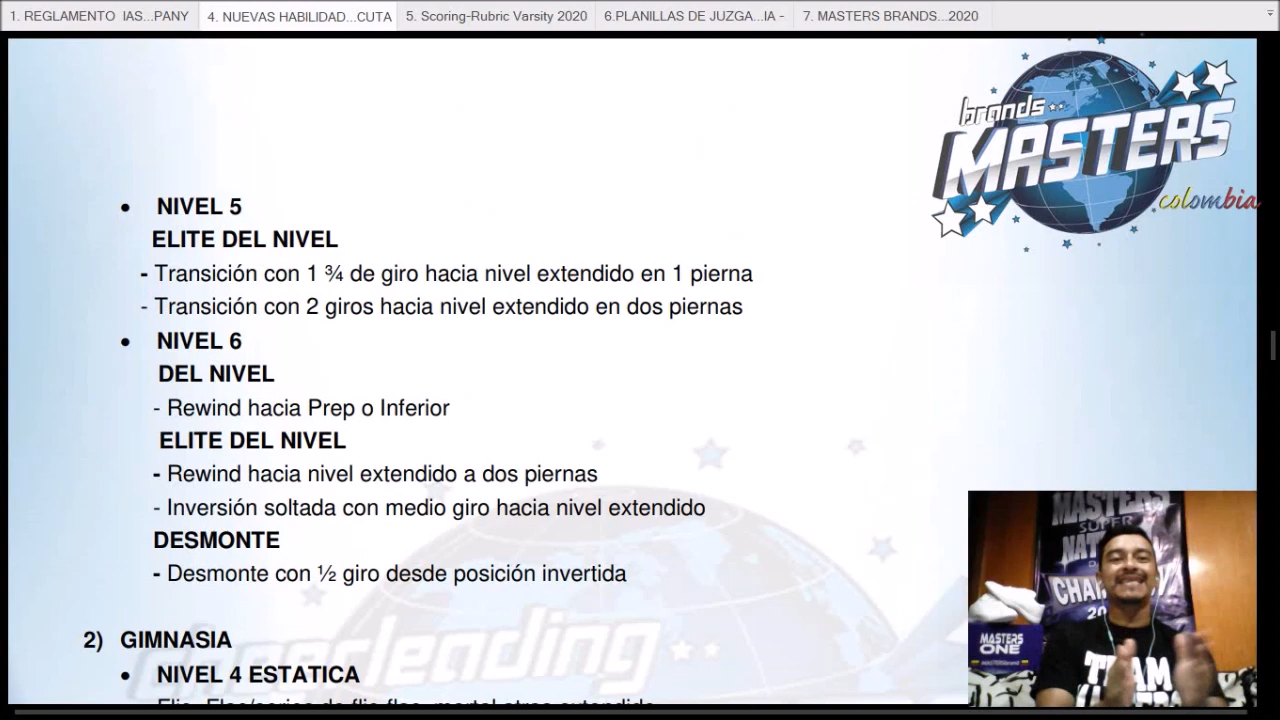 1. REGLAMENTO IAS...PANY
4. NUEVAS HABILIDAD...CUTA
5. Scoring-Rubric Varsity 2020
6.PLANILLAS DE JUZGA...IA -
7. MASTERS BRANDS...2020
brands
MASTERS
colombia
• NIVEL 5
ELITE DEL NIVEL
- Transición con 1 ¾ de giro hacia nivel extendido en 1 pierna
- Transición con 2 giros hacia nivel extendido en dos piernas
• NIVEL 6
DEL NIVEL
- Rewind hacia Prep o Inferior
ELITE DEL NIVEL
- Rewind hacia nivel extendido a dos piernas
- Inversión soltada con medio giro hacia nivel extendido
DESMONTE
- Desmonte con ½ giro desde posición invertida
2) GIMNASIA
• NIVEL 4 ESTATICA
cheerleading
MASTERS
SUPER
MASTERS
ONE
TEAM